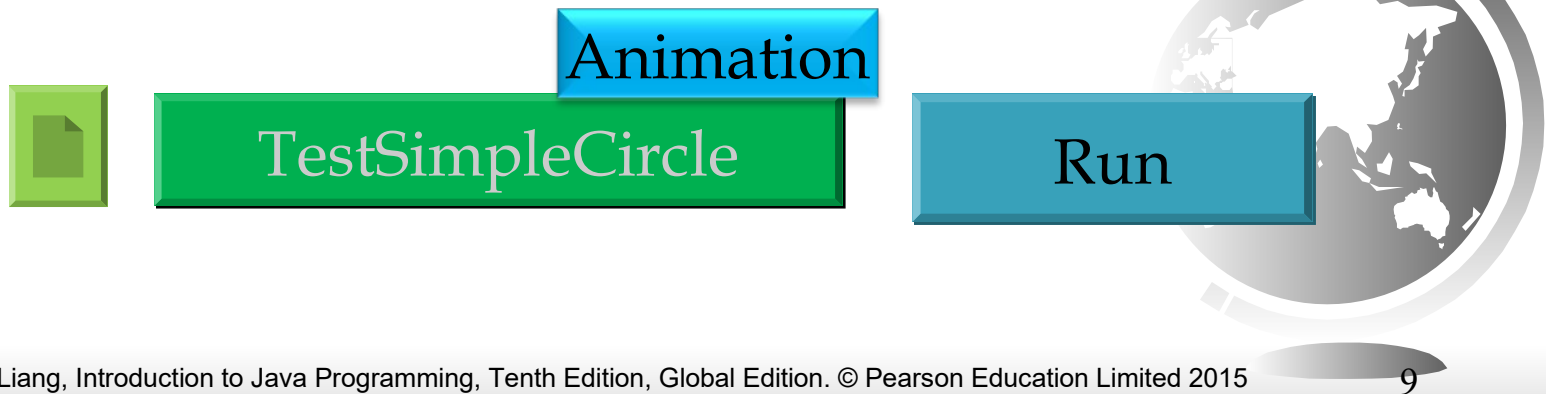 Animation
TestSimpleCircle
Run
Liang, Introduction to Java Programming, Tenth Edition, Global Edition. © Pearson Education Limited 2015
9